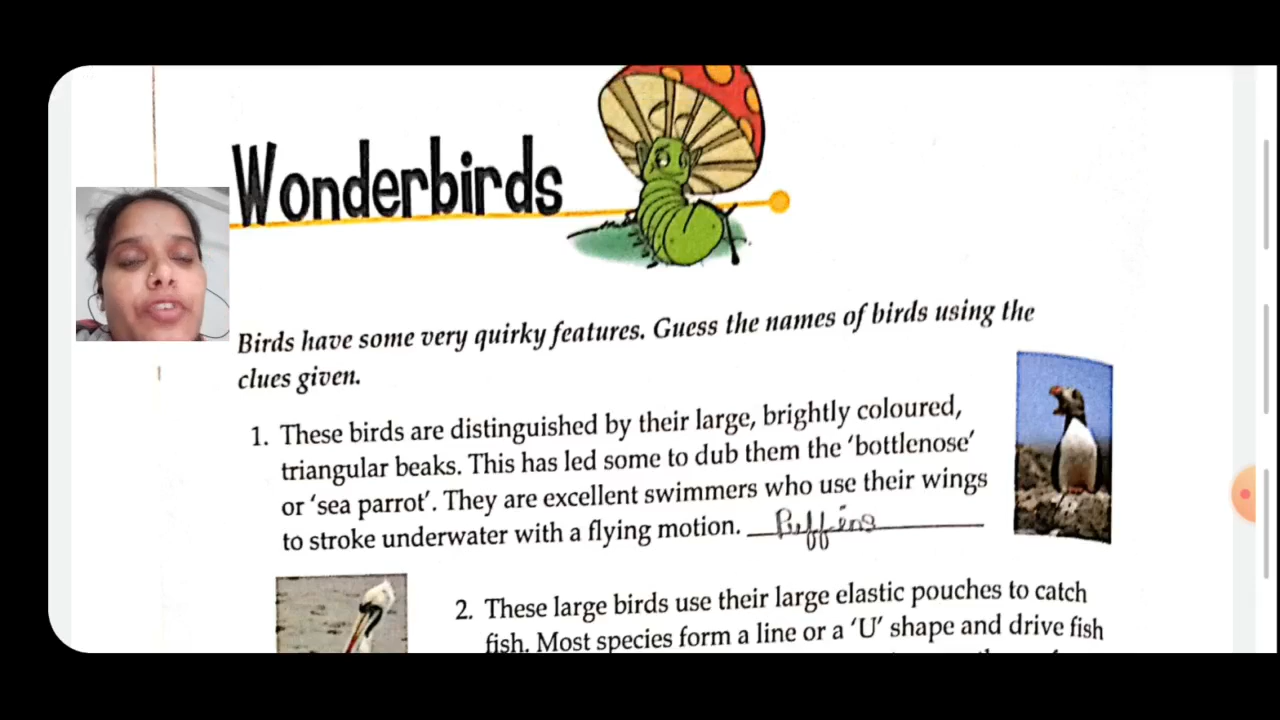 Wonderbirds
Birds have some very quirky features. Guess the names of birds using the
clues given.
1. These birds are distinguished by their large, brightly coloured,
triangular beaks. This has led some to dub them the ‘bottlenose’
or ‘sea parrot’. They are excellent swimmers who use their wings
to stroke underwater with a flying motion. Puffins
2. These large birds use their large elastic pouches to catch
fish. Most species form a line or a ‘U’ shape and drive fish